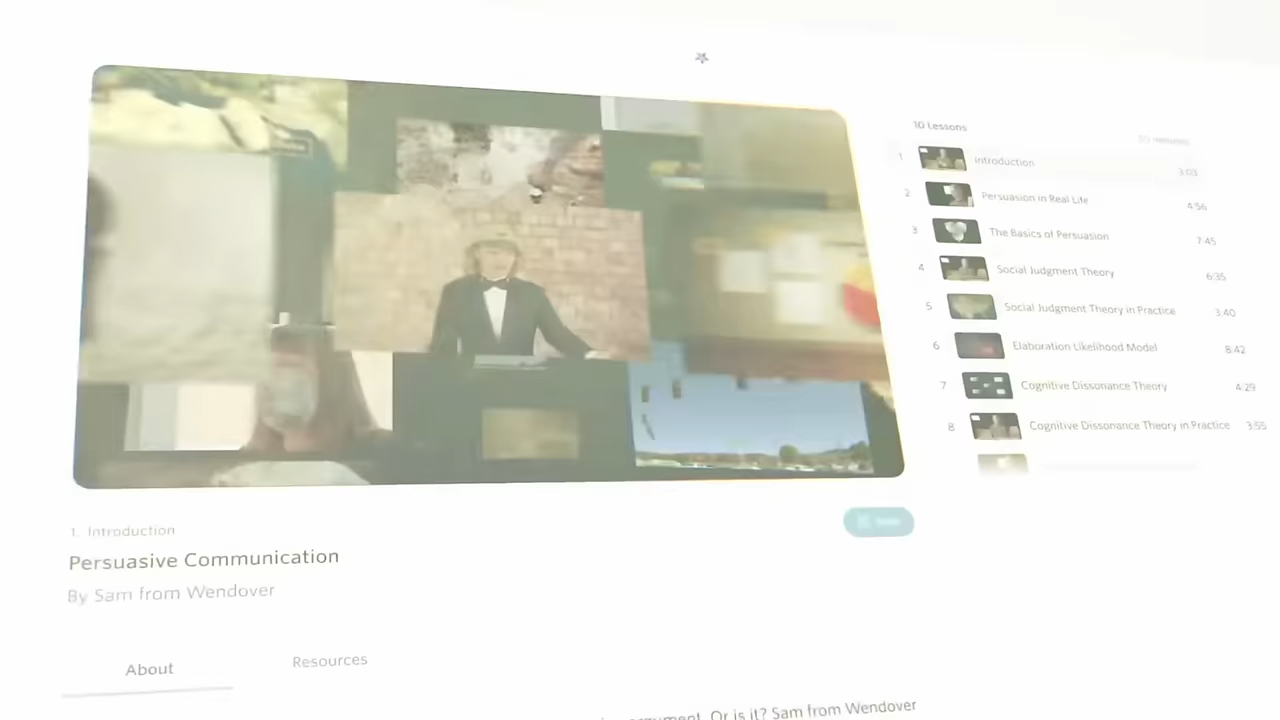 10 Lessons
1 Introduction 3:03
2 Persuasion in Real Life 4:56
3 The Basics of Persuasion 7:45
4 Social Judgment Theory 6:35
5 Social Judgment Theory in Practice 3:40
6 Elaboration Likelihood Model 8:42
7 Cognitive Dissonance Theory 4:29
8 Cognitive Dissonance Theory in Practice 3:55
1. Introduction
Persuasive Communication
By Sam from Wendover
About
Resources
argument. Or is it? Sam from Wendover